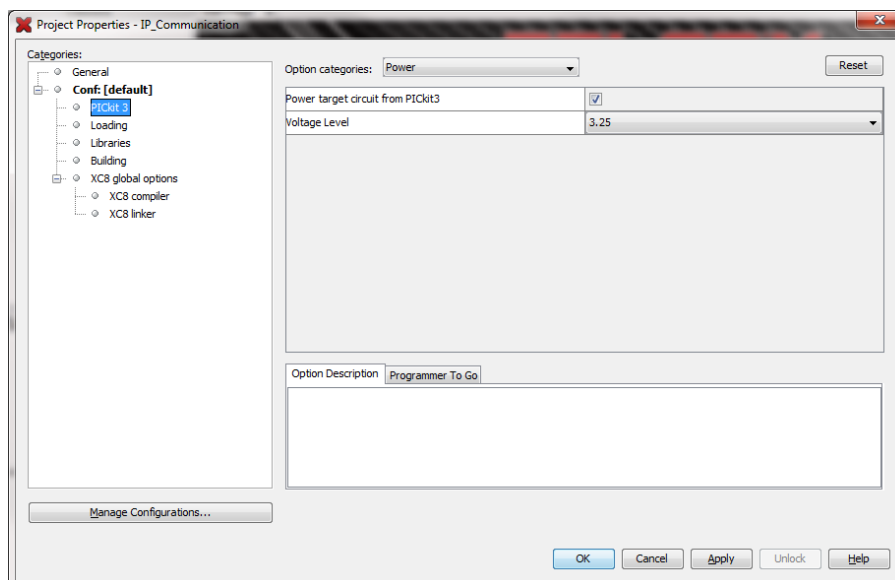 Project Properties - IP_Communication
Categories:
General
Conf: [default]
PICkit 3
Loading
Libraries
Building
XC8 global options
XC8 compiler
XC8 linker
Manage Configurations...
Option categories: Power Reset
Power target circuit from PICkit3
Voltage Level 3.25
Option Description Programmer To Go
OK Cancel Apply Unlock Help